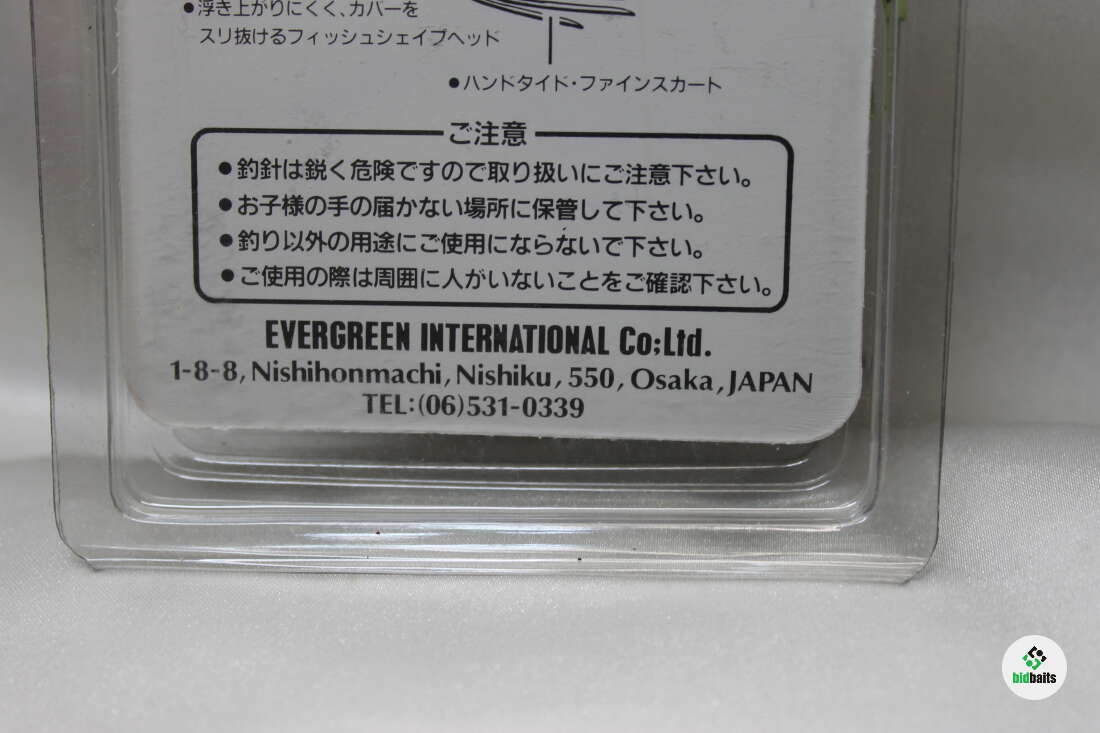 ●浮き上がりにくく、カバーを
スリ抜けるフィッシュシェイプヘッド
●ハンドタイド・ファインスカート
ご注意
●釣針は鋭く危険ですので取り扱いにご注意下さい。
●お子様の手の届かない場所に保管して下さい。
●釣り以外の用途にご使用にならないで下さい。
●ご使用の際は周囲に人がいないことをご確認下さい。
EVERGREEN INTERNATIONAL Co;Ltd.
1-8-8, Nishihonmachi, Nishiku, 550, Osaka, JAPAN
TEL:(06)531-0339
bidbaits